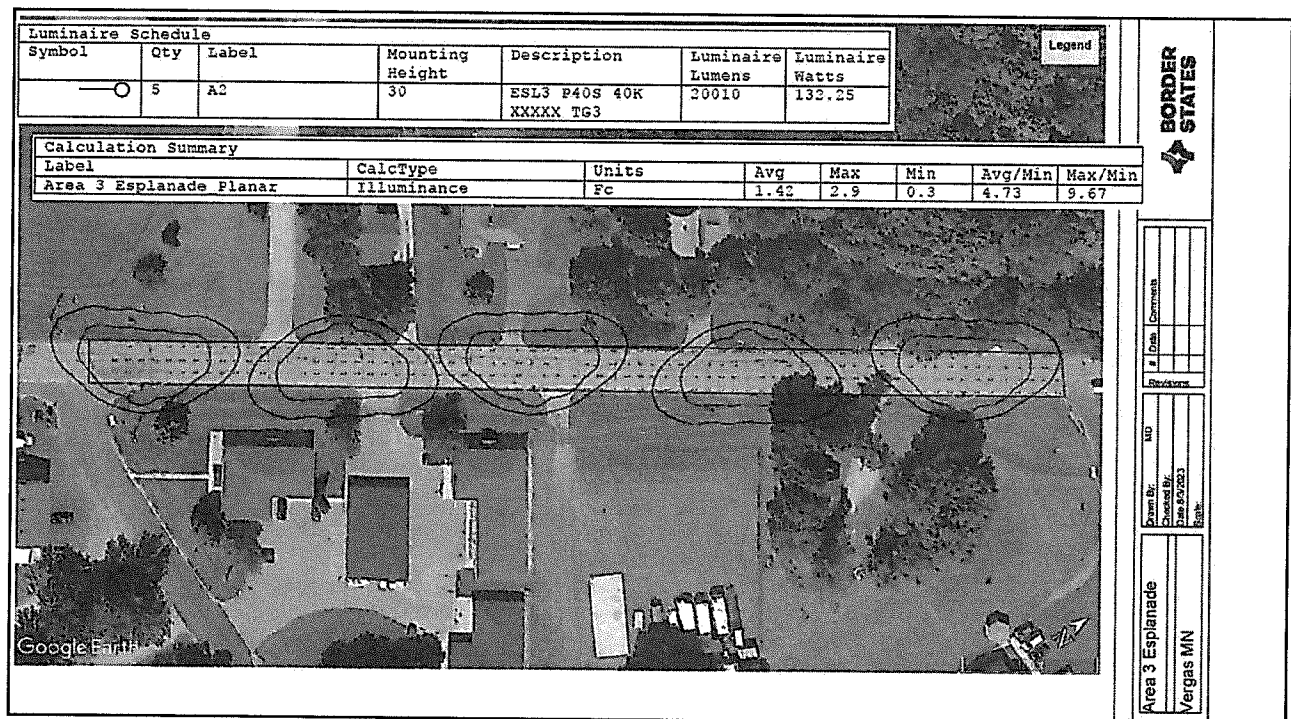 Luminaire Schedule
Symbol Qty Label Mounting Height Description Luminaire Lumens Luminaire Watts
5 A2 30 ESL3 P40S 40K XXXXX TG3 20010 132.25
Calculation Summary
Label CalcType Units Avg Max Min Avg/Min Max/Min
Area 3 Esplanade Planar Illuminance Fc 1.42 2.9 0.3 4.73 9.67
Legend
BORDER
STATES
# Date Comments
Revisions
Drawn By: MD
Checked By:
Date 8/3/2023
Scale:
Area 3 Esplanade
Vergas MN
Google Earth